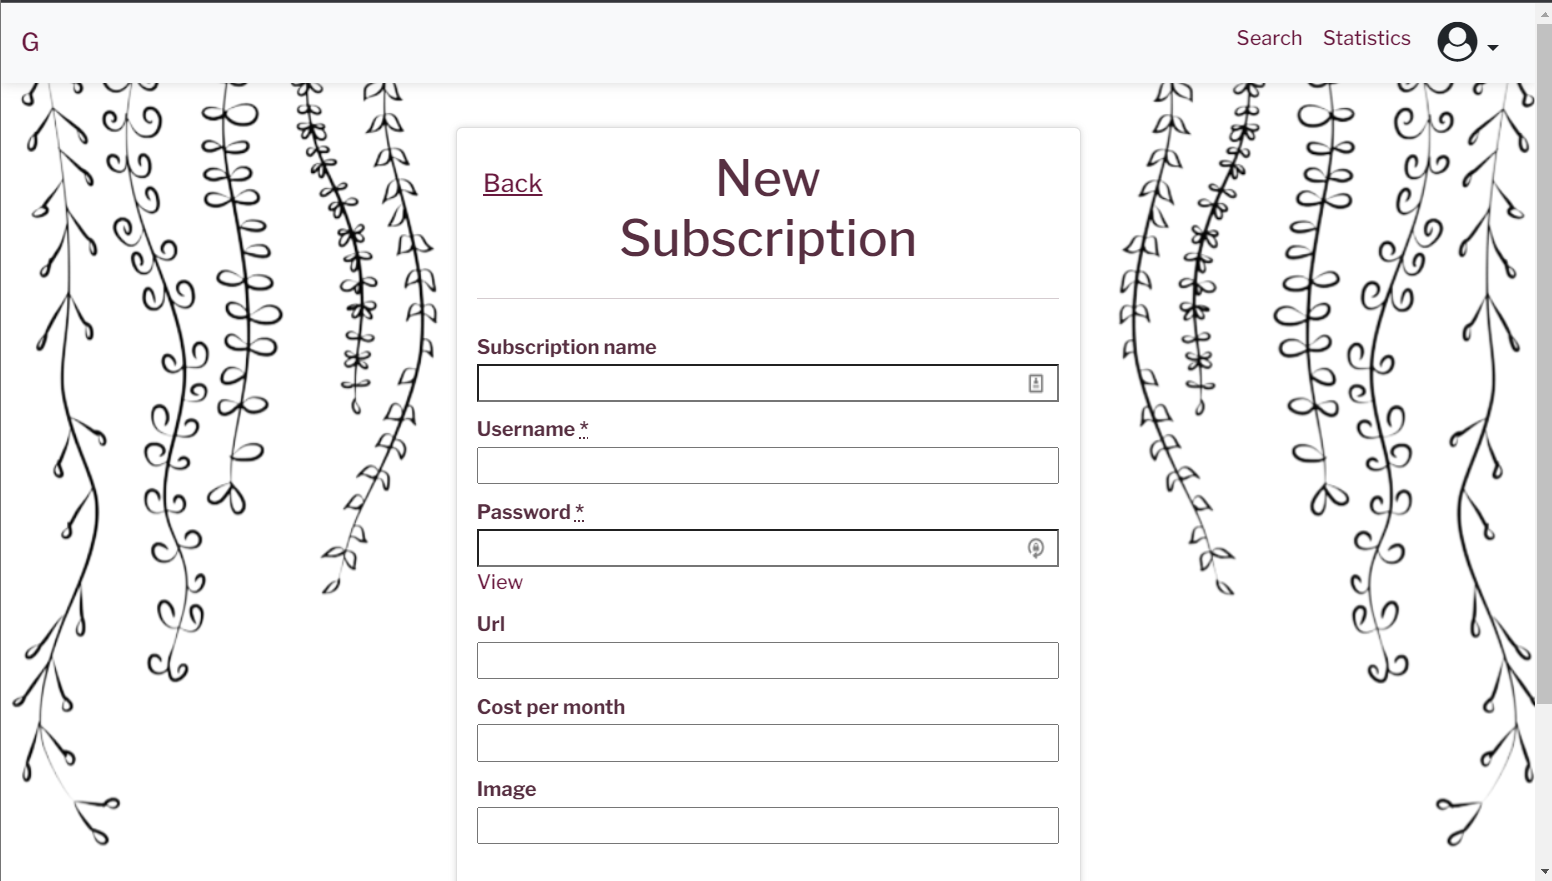 G
Search Statistics
Back
New
Subscription
Subscription name
Username *
Password *
View
Url
Cost per month
Image